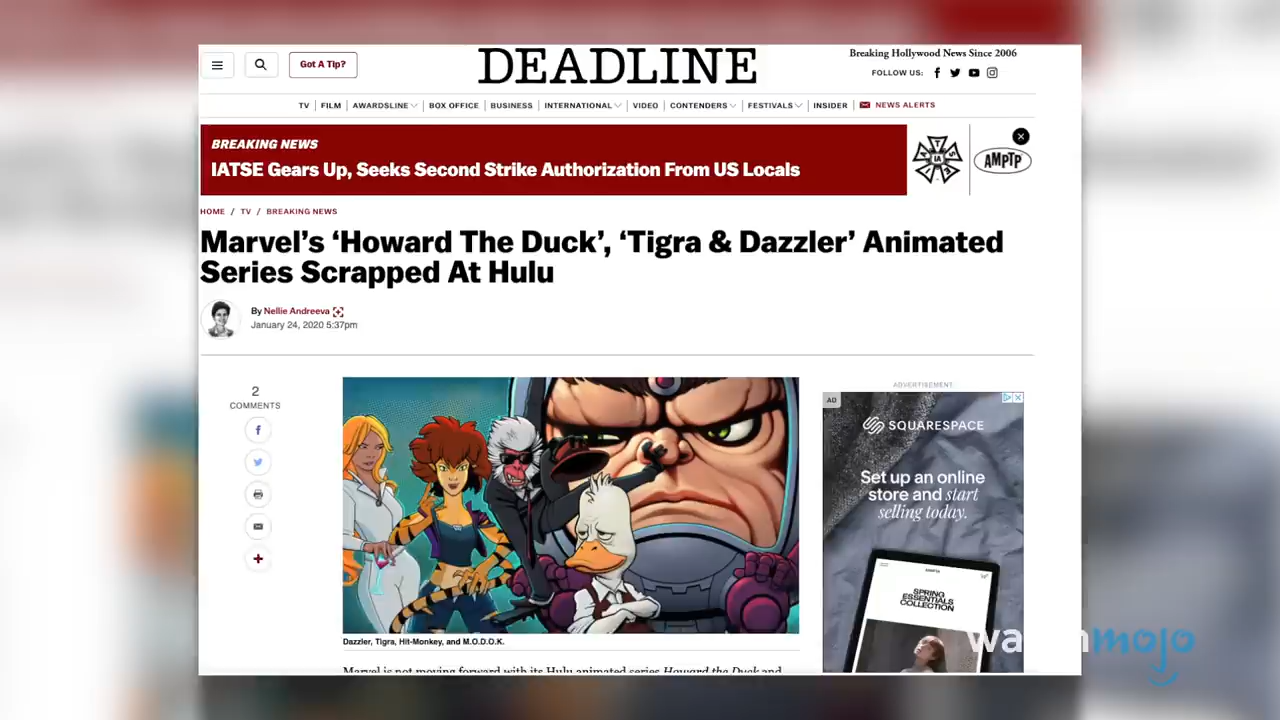 Got A Tip?
DEADLINE
Breaking Hollywood News Since 2006
FOLLOW US:
TV | FILM | AWARDSLINE | BOX OFFICE | BUSINESS | INTERNATIONAL | VIDEO | CONTENDERS | FESTIVALS | INSIDER NEWS ALERTS
BREAKING NEWS
IATSE Gears Up, Seeks Second Strike Authorization From US Locals
IA
AMPTP
HOME / TV / BREAKING NEWS
Marvel's 'Howard The Duck', 'Tigra & Dazzler' Animated
Series Scrapped At Hulu
By Nellie Andreeva
January 24, 2020 5:37pm
2
COMMENTS
Dazzler, Tigra, Hit-Monkey, and M.O.D.O.K.
Marvel is not moving forward with its Hulu animated series Howard the Duck and
ADVERTISEMENT
AD
SQUARESPACE
Set up an online
store and start
selling today.
SPRING
ESSENTIALS
COLLECTION
watchmojo